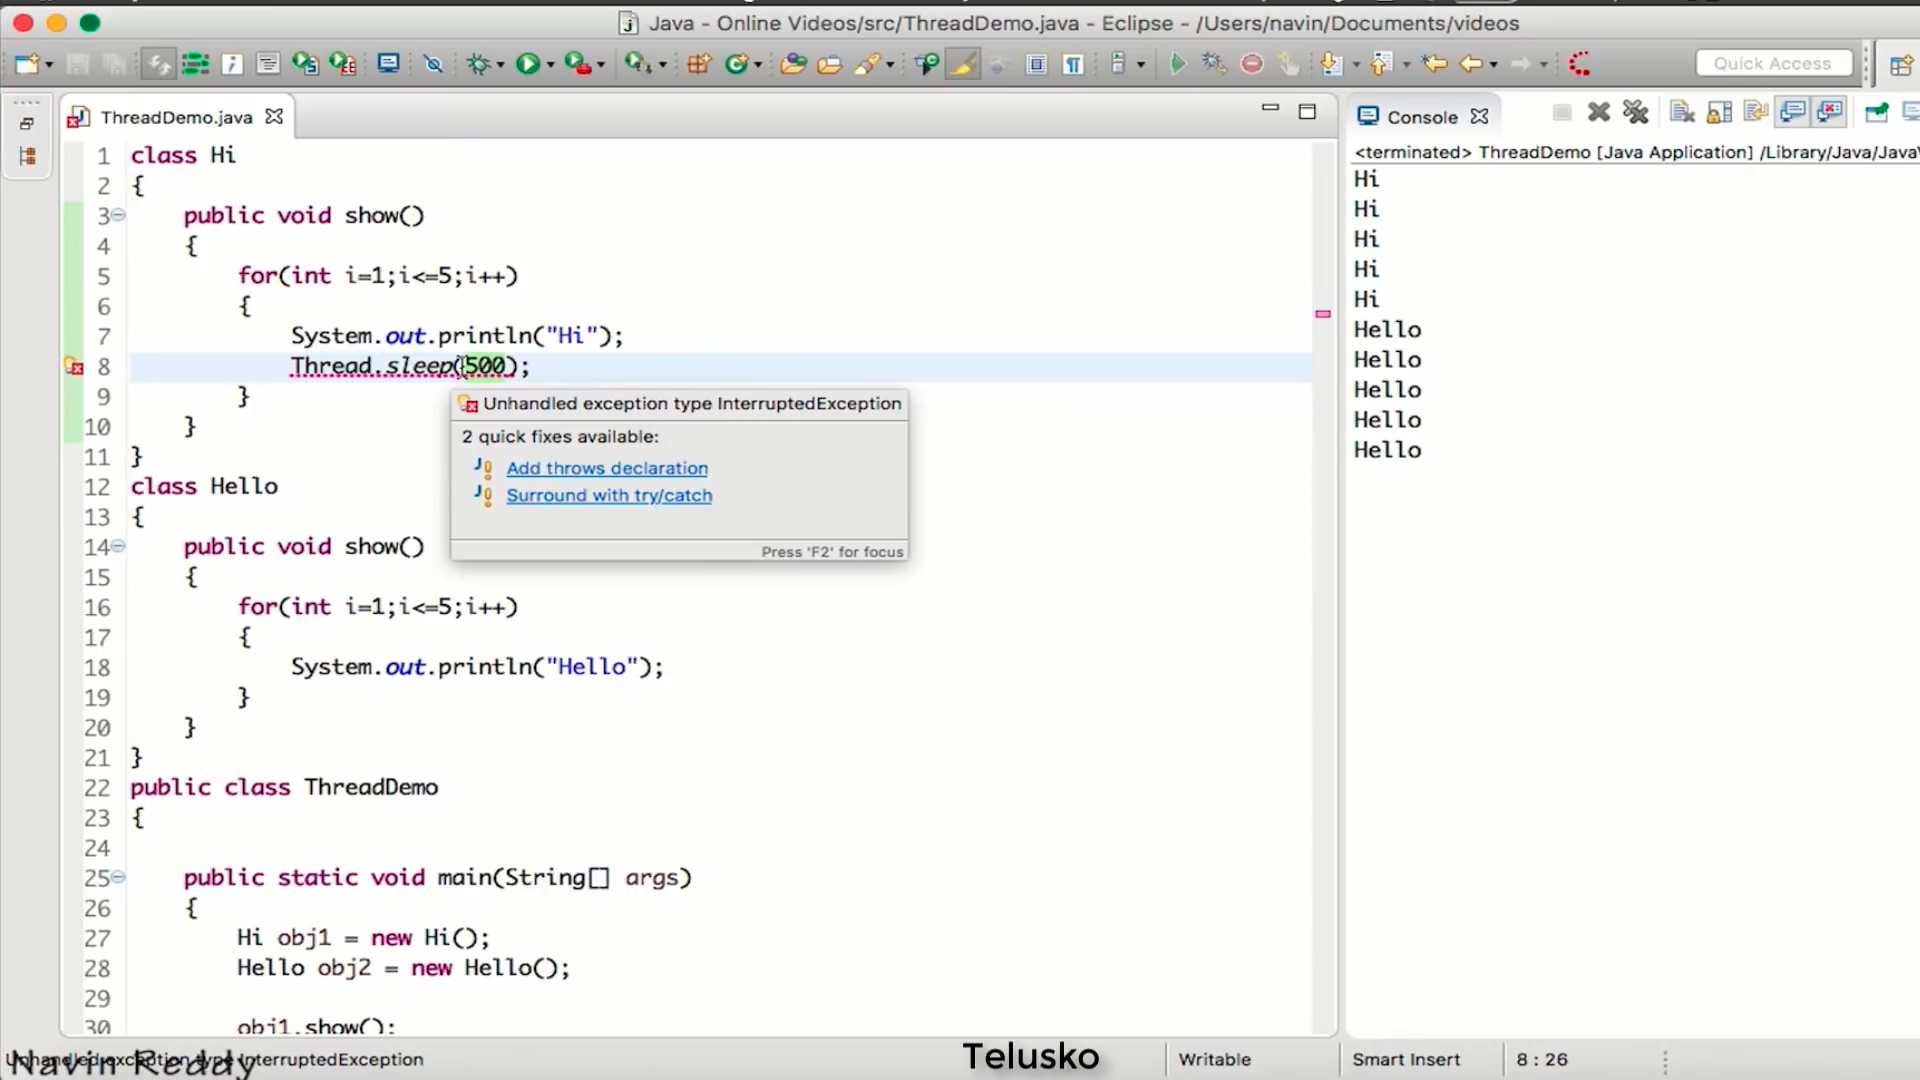 Java - Online Videos/src/ThreadDemo.java - Eclipse - /Users/navin/Documents/videos
Quick Access
ThreadDemo.java
1 class Hi
2 {
3 public void show()
4 {
5 for(int i=1;i<=5;i++)
6 {
7 System.out.println("Hi");
8 Thread.sleep(500);
9 }
10 }
11 }
12 class Hello
13 {
14 public void show()
15 {
16 for(int i=1;i<=5;i++)
17 {
18 System.out.println("Hello");
19 }
20 }
21 }
22 public class ThreadDemo
23 {
24
25 public static void main(String[] args)
26 {
27 Hi obj1 = new Hi();
28 Hello obj2 = new Hello();
29
30 obj1.show();
Unhandled exception type InterruptedException
2 quick fixes available:
Add throws declaration
Surround with try/catch
Press 'F2' for focus
Console
<terminated> ThreadDemo [Java Application] /Library/Java/Java
Hi
Hi
Hi
Hi
Hi
Hello
Hello
Hello
Hello
Hello
Unhandled exception type InterruptedException
Navin Reddy
Telusko
Writable
Smart Insert
8 : 26